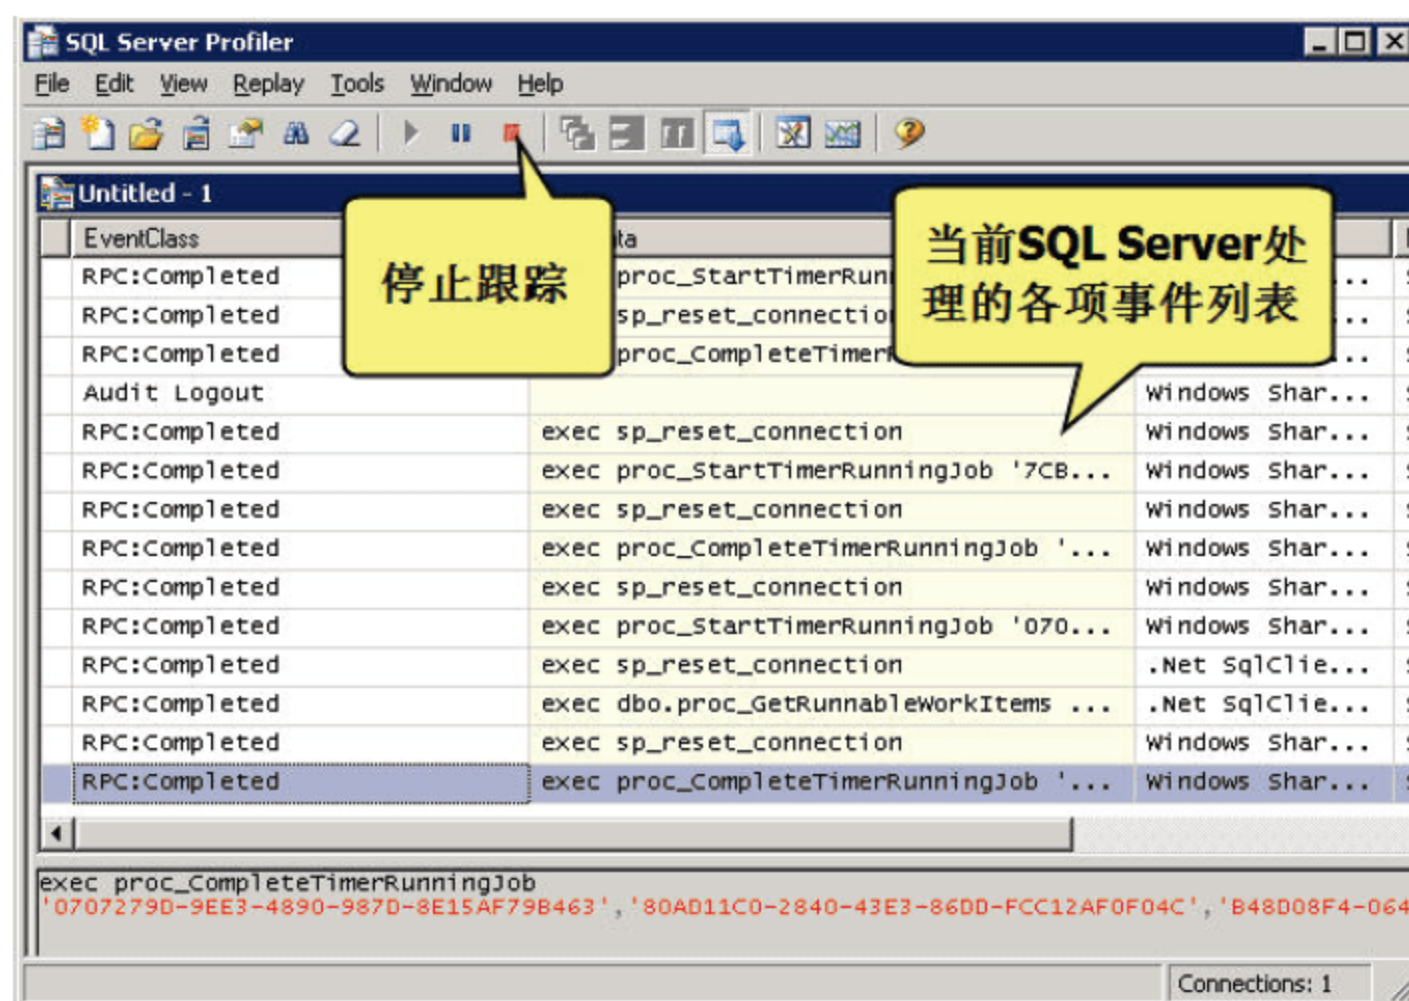 SQL Server Profiler
File Edit View Replay Tools Window Help
Untitled - 1
停止跟踪
当前SQL Server处
理的各项事件列表
EventClass ta
RPC:Completed proc_StartTimerRun ...
RPC:Completed sp_reset_connectio ..
RPC:Completed proc_CompleteTimer ...
Audit Logout Windows Shar...
RPC:Completed exec sp_reset_connection Windows Shar...
RPC:Completed exec proc_StartTimerRunningJob '7CB... Windows Shar...
RPC:Completed exec sp_reset_connection Windows Shar...
RPC:Completed exec proc_CompleteTimerRunningJob '... Windows Shar...
RPC:Completed exec sp_reset_connection Windows Shar...
RPC:Completed exec proc_StartTimerRunningJob '070... Windows Shar...
RPC:Completed exec sp_reset_connection .Net SqlClie...
RPC:Completed exec dbo.proc_GetRunnableWorkItems ... .Net SqlClie...
RPC:Completed exec sp_reset_connection Windows Shar...
RPC:Completed exec proc_CompleteTimerRunningJob '... Windows Shar...
exec proc_CompleteTimerRunningJob
'0707279D-9EE3-4890-987D-8E15AF79B463','80AD11C0-2840-43E3-86DD-FCC12AF0F04C','B48D08F4-064
Connections: 1